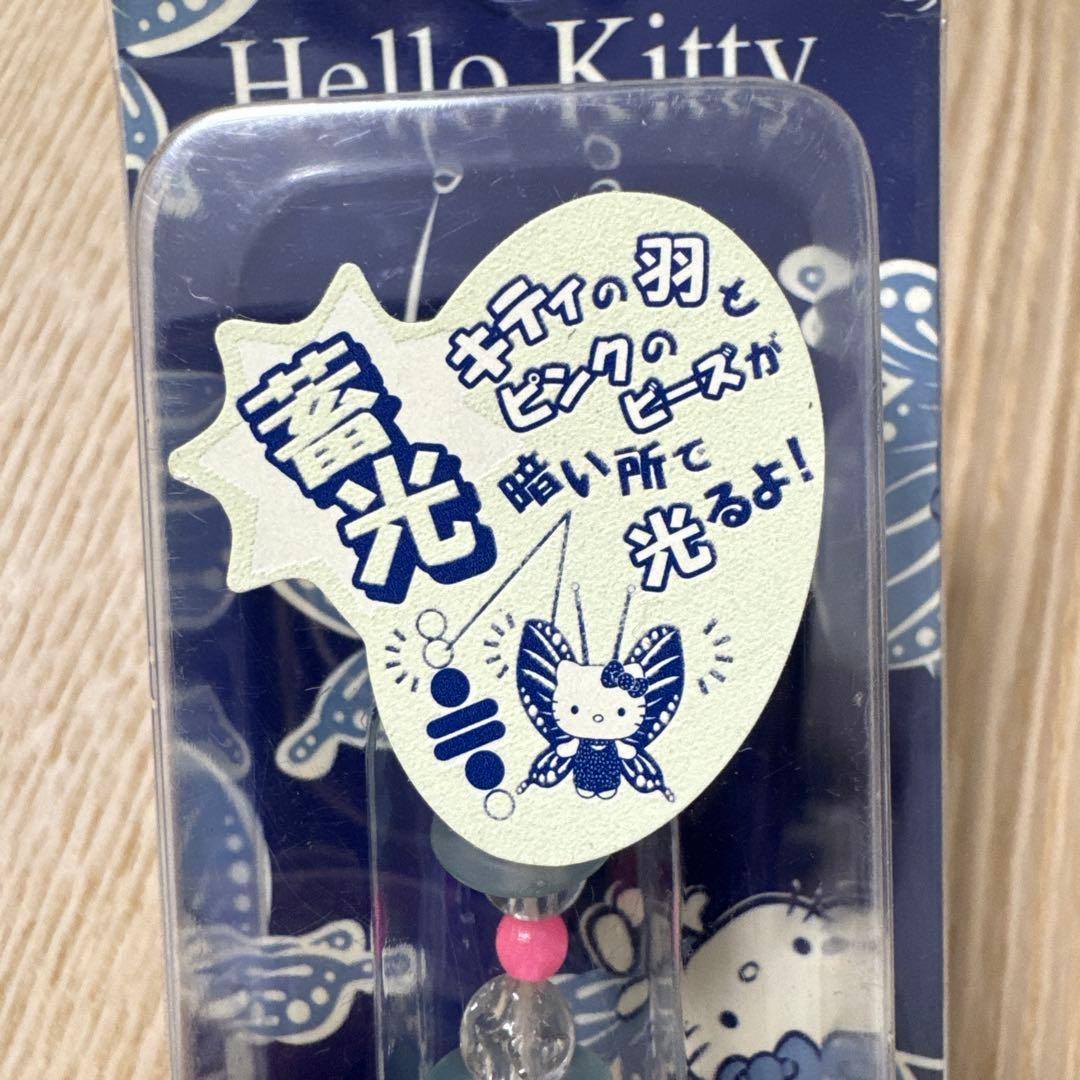 Hello Kitty
蓄光
キティの羽と
ピンクの
ビーズが
暗い所で
光るよ!